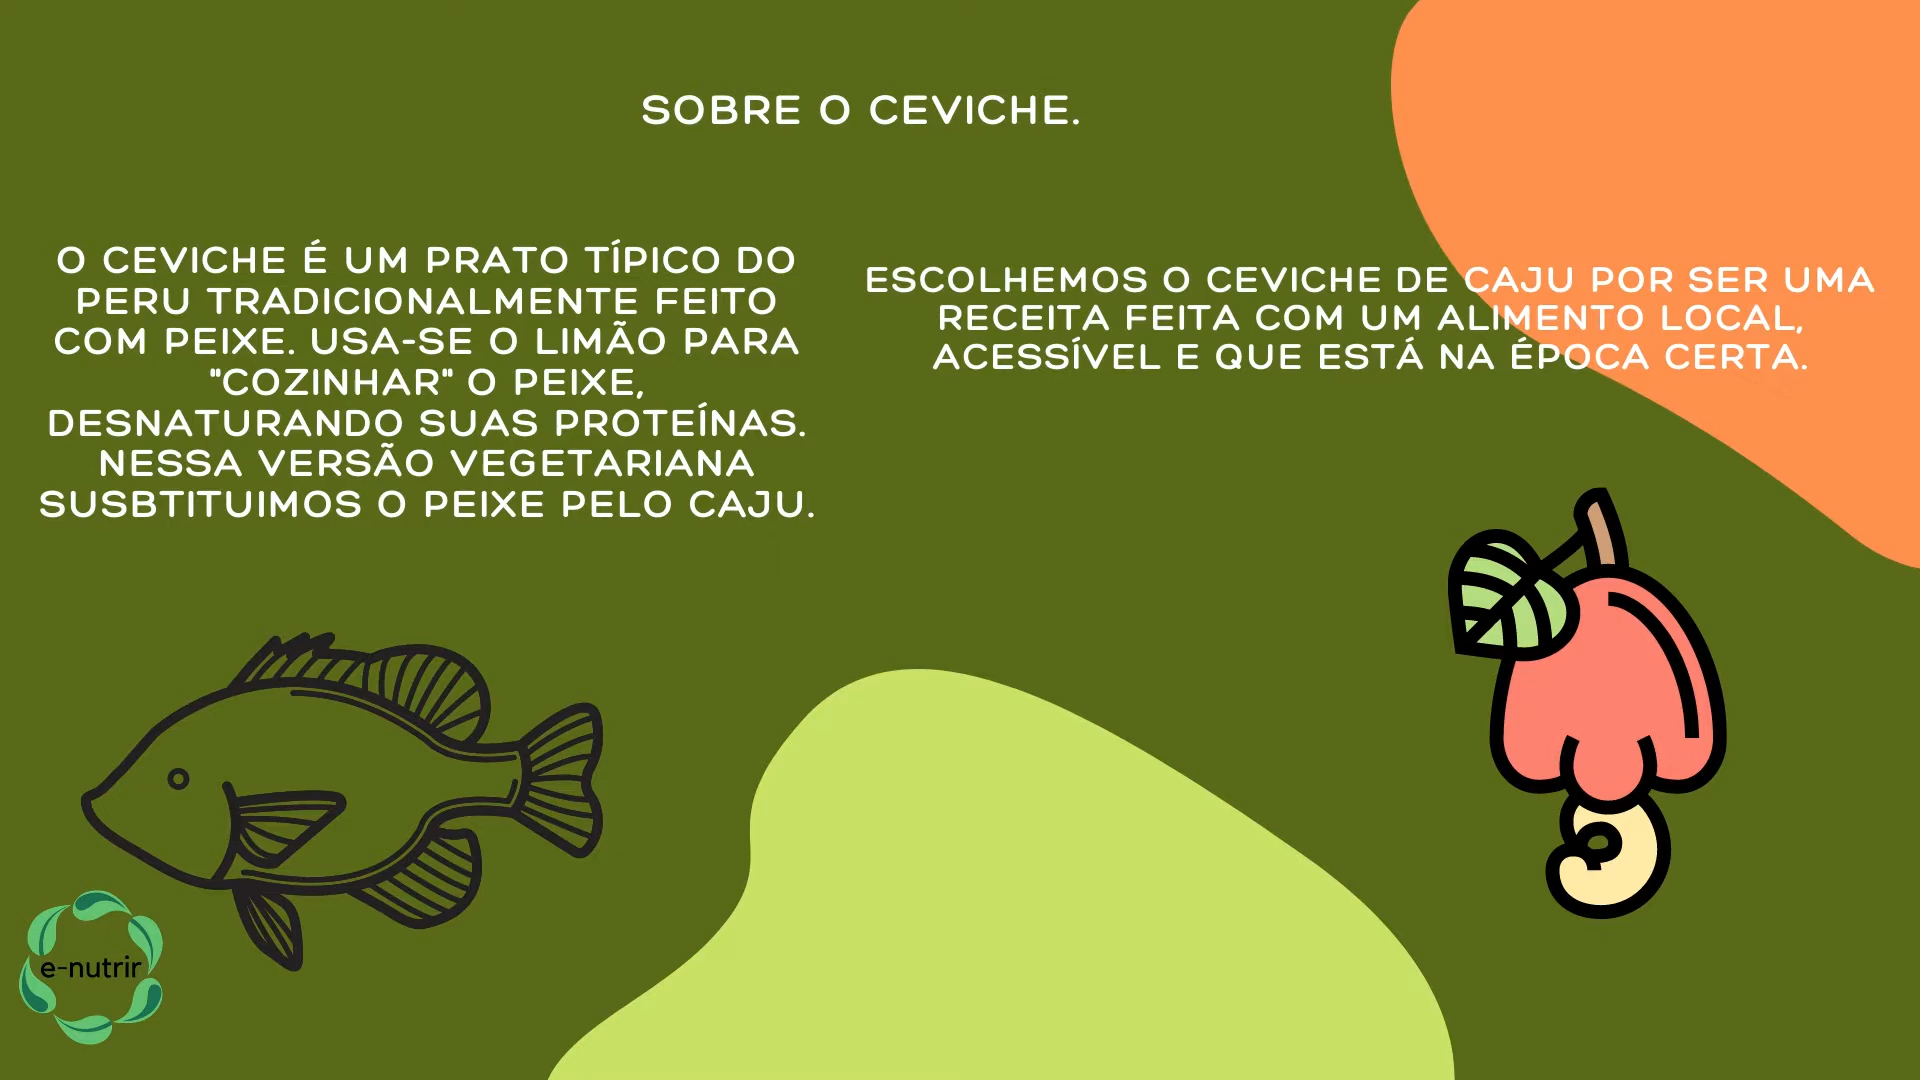 SOBRE O CEVICHE.
O CEVICHE É UM PRATO TÍPICO DO
PERU TRADICIONALMENTE FEITO
COM PEIXE. USA-SE O LIMÃO PARA
"COZINHAR" O PEIXE,
DESNATURANDO SUAS PROTEÍNAS.
NESSA VERSÃO VEGETARIANA
SUSBTITUIMOS O PEIXE PELO CAJU.
ESCOLHEMOS O CEVICHE DE CAJU POR SER UMA
RECEITA FEITA COM UM ALIMENTO LOCAL,
ACESSÍVEL E QUE ESTÁ NA ÉPOCA CERTA.
e-nutrir